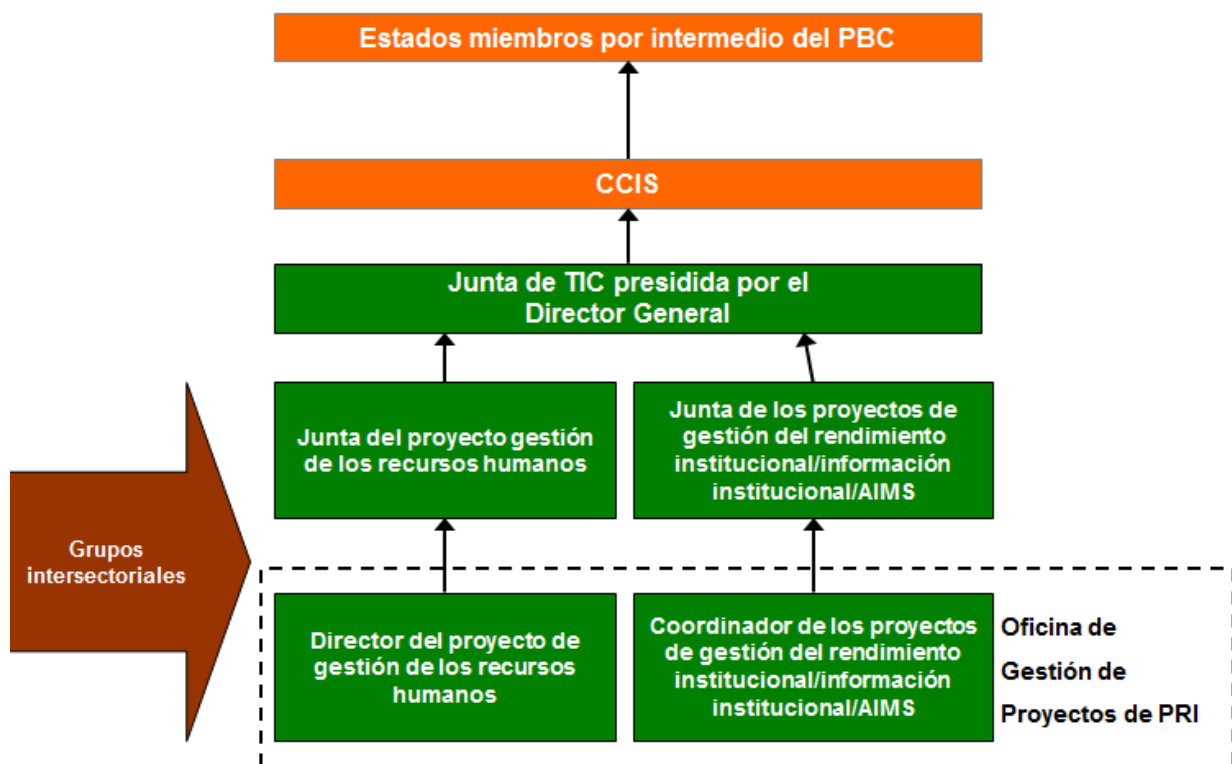 Estados miembros por intermedio del PBC
CCIS
Junta de TIC presidida por el
Director General
Junta del proyecto gestión
de los recursos humanos
Junta de los proyectos de
gestión del rendimiento
institucional/información
institucional/AIMS
Grupos
intersectoriales
Director del proyecto de
gestión de los recursos
humanos
Coordinador de los proyectos
de gestión del rendimiento
institucional/información
institucional/AIMS
Oficina de
Gestión de
Proyectos de PRI